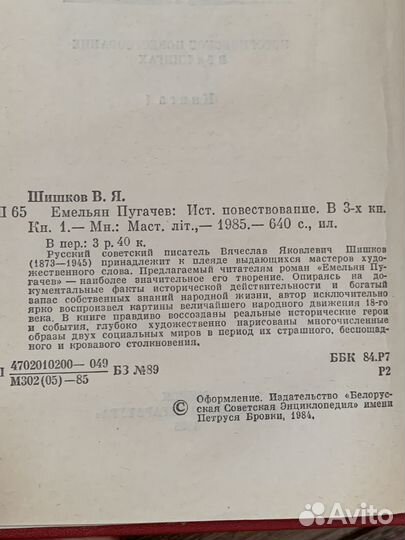 Шишков В. Я.
П 65 Емельян Пугачев: Ист. повествование. В 3-х кн.
Кн. 1.— Мн.: Маст. літ.,— 1985.— 640 с., ил.
В пер.: 3 р. 40 к.
Русский советский писатель Вячеслав Яковлевич Шишков
(1873—1945) принадлежит к плеяде выдающихся мастеров ху-
дожественного слова. Предлагаемый читателям роман «Емельян Пу-
гачев» — наиболее значительное его творение. Опираясь на до-
кументальные факты исторической действительности и богатый
запас собственных знаний народной жизни, автор исключительно
ярко воспроизвел картины величайшего народного движения 18-го
века. В книге правдиво воссозданы реальные исторические герои
и события, глубоко художественно нарисованы многочисленные
образы двух социальных миров в период их страшного, беспощад-
ного и кровавого столкновения.
4702010200—049
М302(05)—85
БЗ №89
ББК 84.Р7
Р2
© Оформление. Издательство «Белорус-
ская Советская Энциклопедия» имени
Петруся Бровки, 1984.
Avito